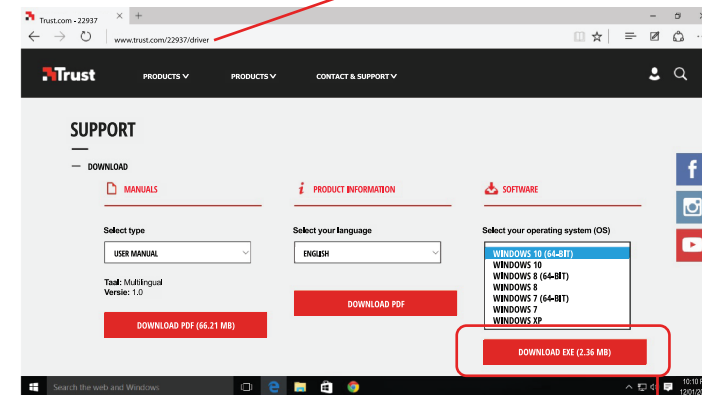 Trust.com - 22937
www.trust.com/22937/driver
Trust
PRODUCTS
PRODUCTS
CONTACT & SUPPORT
SUPPORT
DOWNLOAD
MANUALS
Select type
USER MANUAL
Taal: Multilingual
Versie: 1.0
DOWNLOAD PDF (66.21 MB)
PRODUCT INFORMATION
Select your language
ENGLISH
DOWNLOAD PDF
SOFTWARE
Select your operating system (OS)
WINDOWS 10 (64-BIT)
WINDOWS 10
WINDOWS 8 (64-BIT)
WINDOWS 8
WINDOWS 7 (64-BIT)
WINDOWS 7
WINDOWS XP
DOWNLOAD EXE (2.36 MB)
Search the web and Windows
10:10